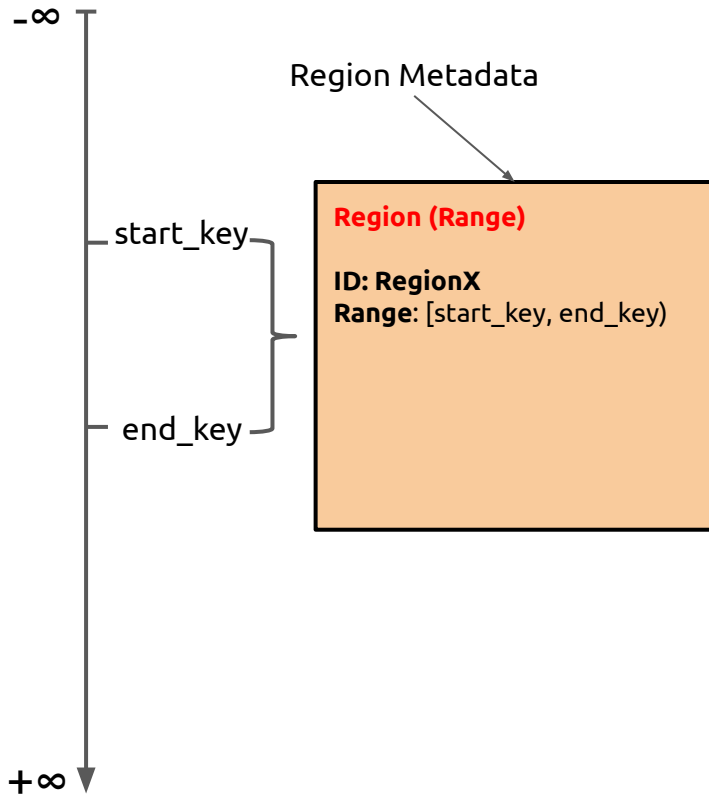 -∞
Region Metadata
start_key
Region (Range)
ID: RegionX
Range: [start_key, end_key)
end_key
+∞